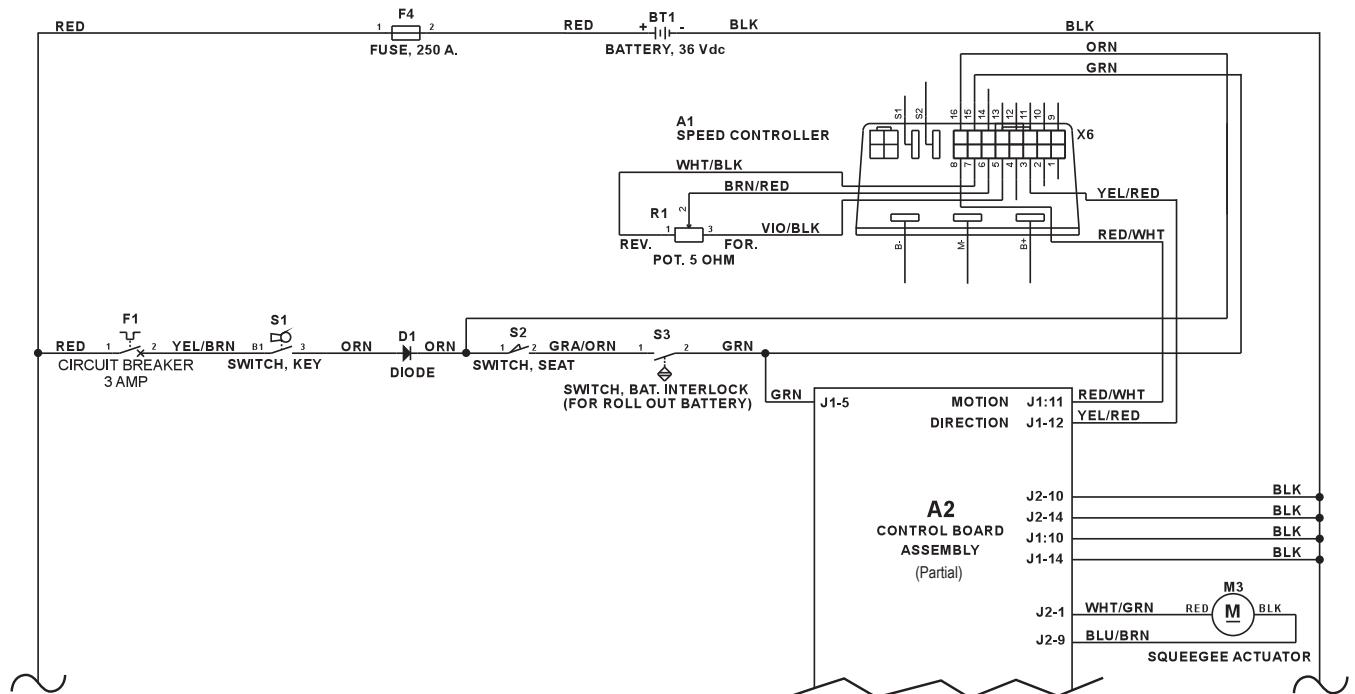 RED
F4
1 2
FUSE, 250 A.
RED
BT1
+ -
BATTERY, 36 Vdc
BLK
BLK
ORN
GRN
A1
SPEED CONTROLLER
S1
S2
16 15 14 13 12 11 10 9
X6
8 7 6 5 4 3 2 1
WHT/BLK
BRN/RED
YEL/RED
R1
2
1 3
VIO/BLK
REV. FOR.
POT. 5 OHM
RED/WHT
B-
M-
B+
RED
F1
1 2
CIRCUIT BREAKER
3 AMP
YEL/BRN
S1
B1 3
SWITCH, KEY
ORN
D1
DIODE
ORN
S2
1 2
SWITCH, SEAT
GRA/ORN
S3
1 2
SWITCH, BAT. INTERLOCK
(FOR ROLL OUT BATTERY)
GRN
GRN
J1-5
MOTION J1:11
RED/WHT
DIRECTION J1-12
YEL/RED
A2
CONTROL BOARD
ASSEMBLY
(Partial)
J2-10 BLK
J2-14 BLK
J1:10 BLK
J1-14 BLK
M3
J2-1 WHT/GRN RED M BLK
J2-9 BLU/BRN
SQUEEGEE ACTUATOR